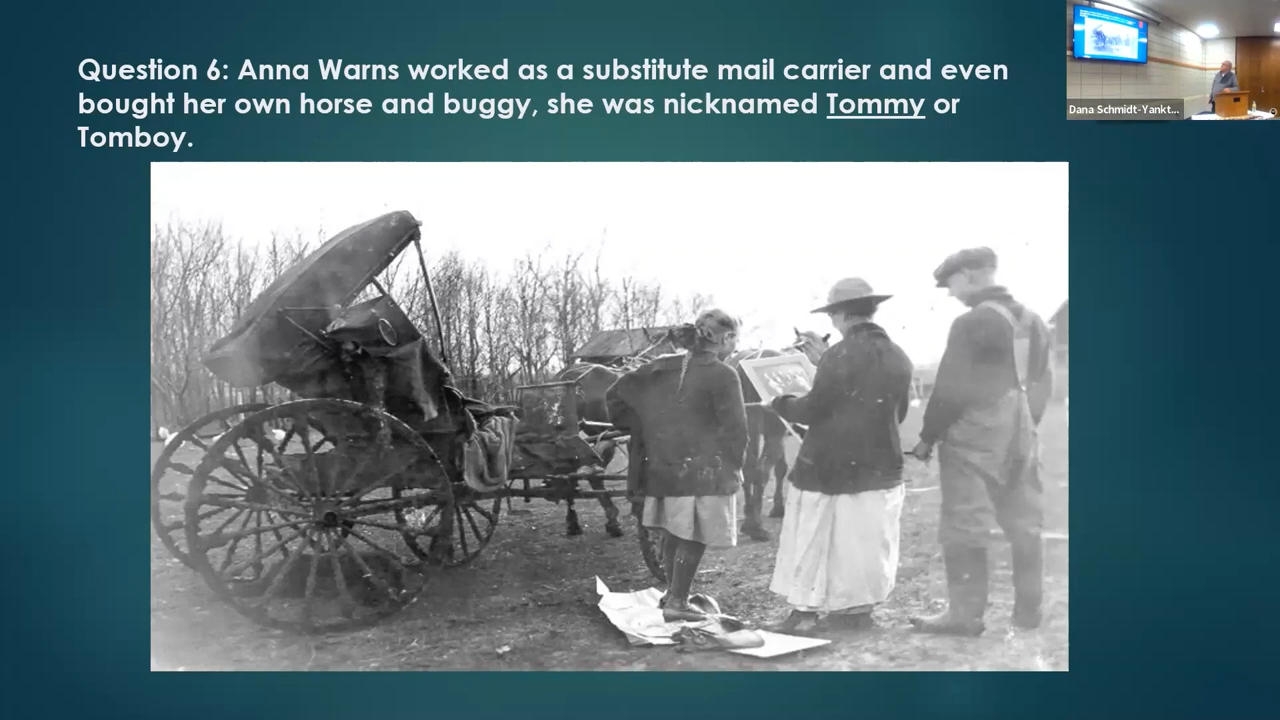 Question 6: Anna Warns worked as a substitute mail carrier and even
bought her own horse and buggy, she was nicknamed Tommy or
Tomboy.
Dana Schmidt-Yankt...